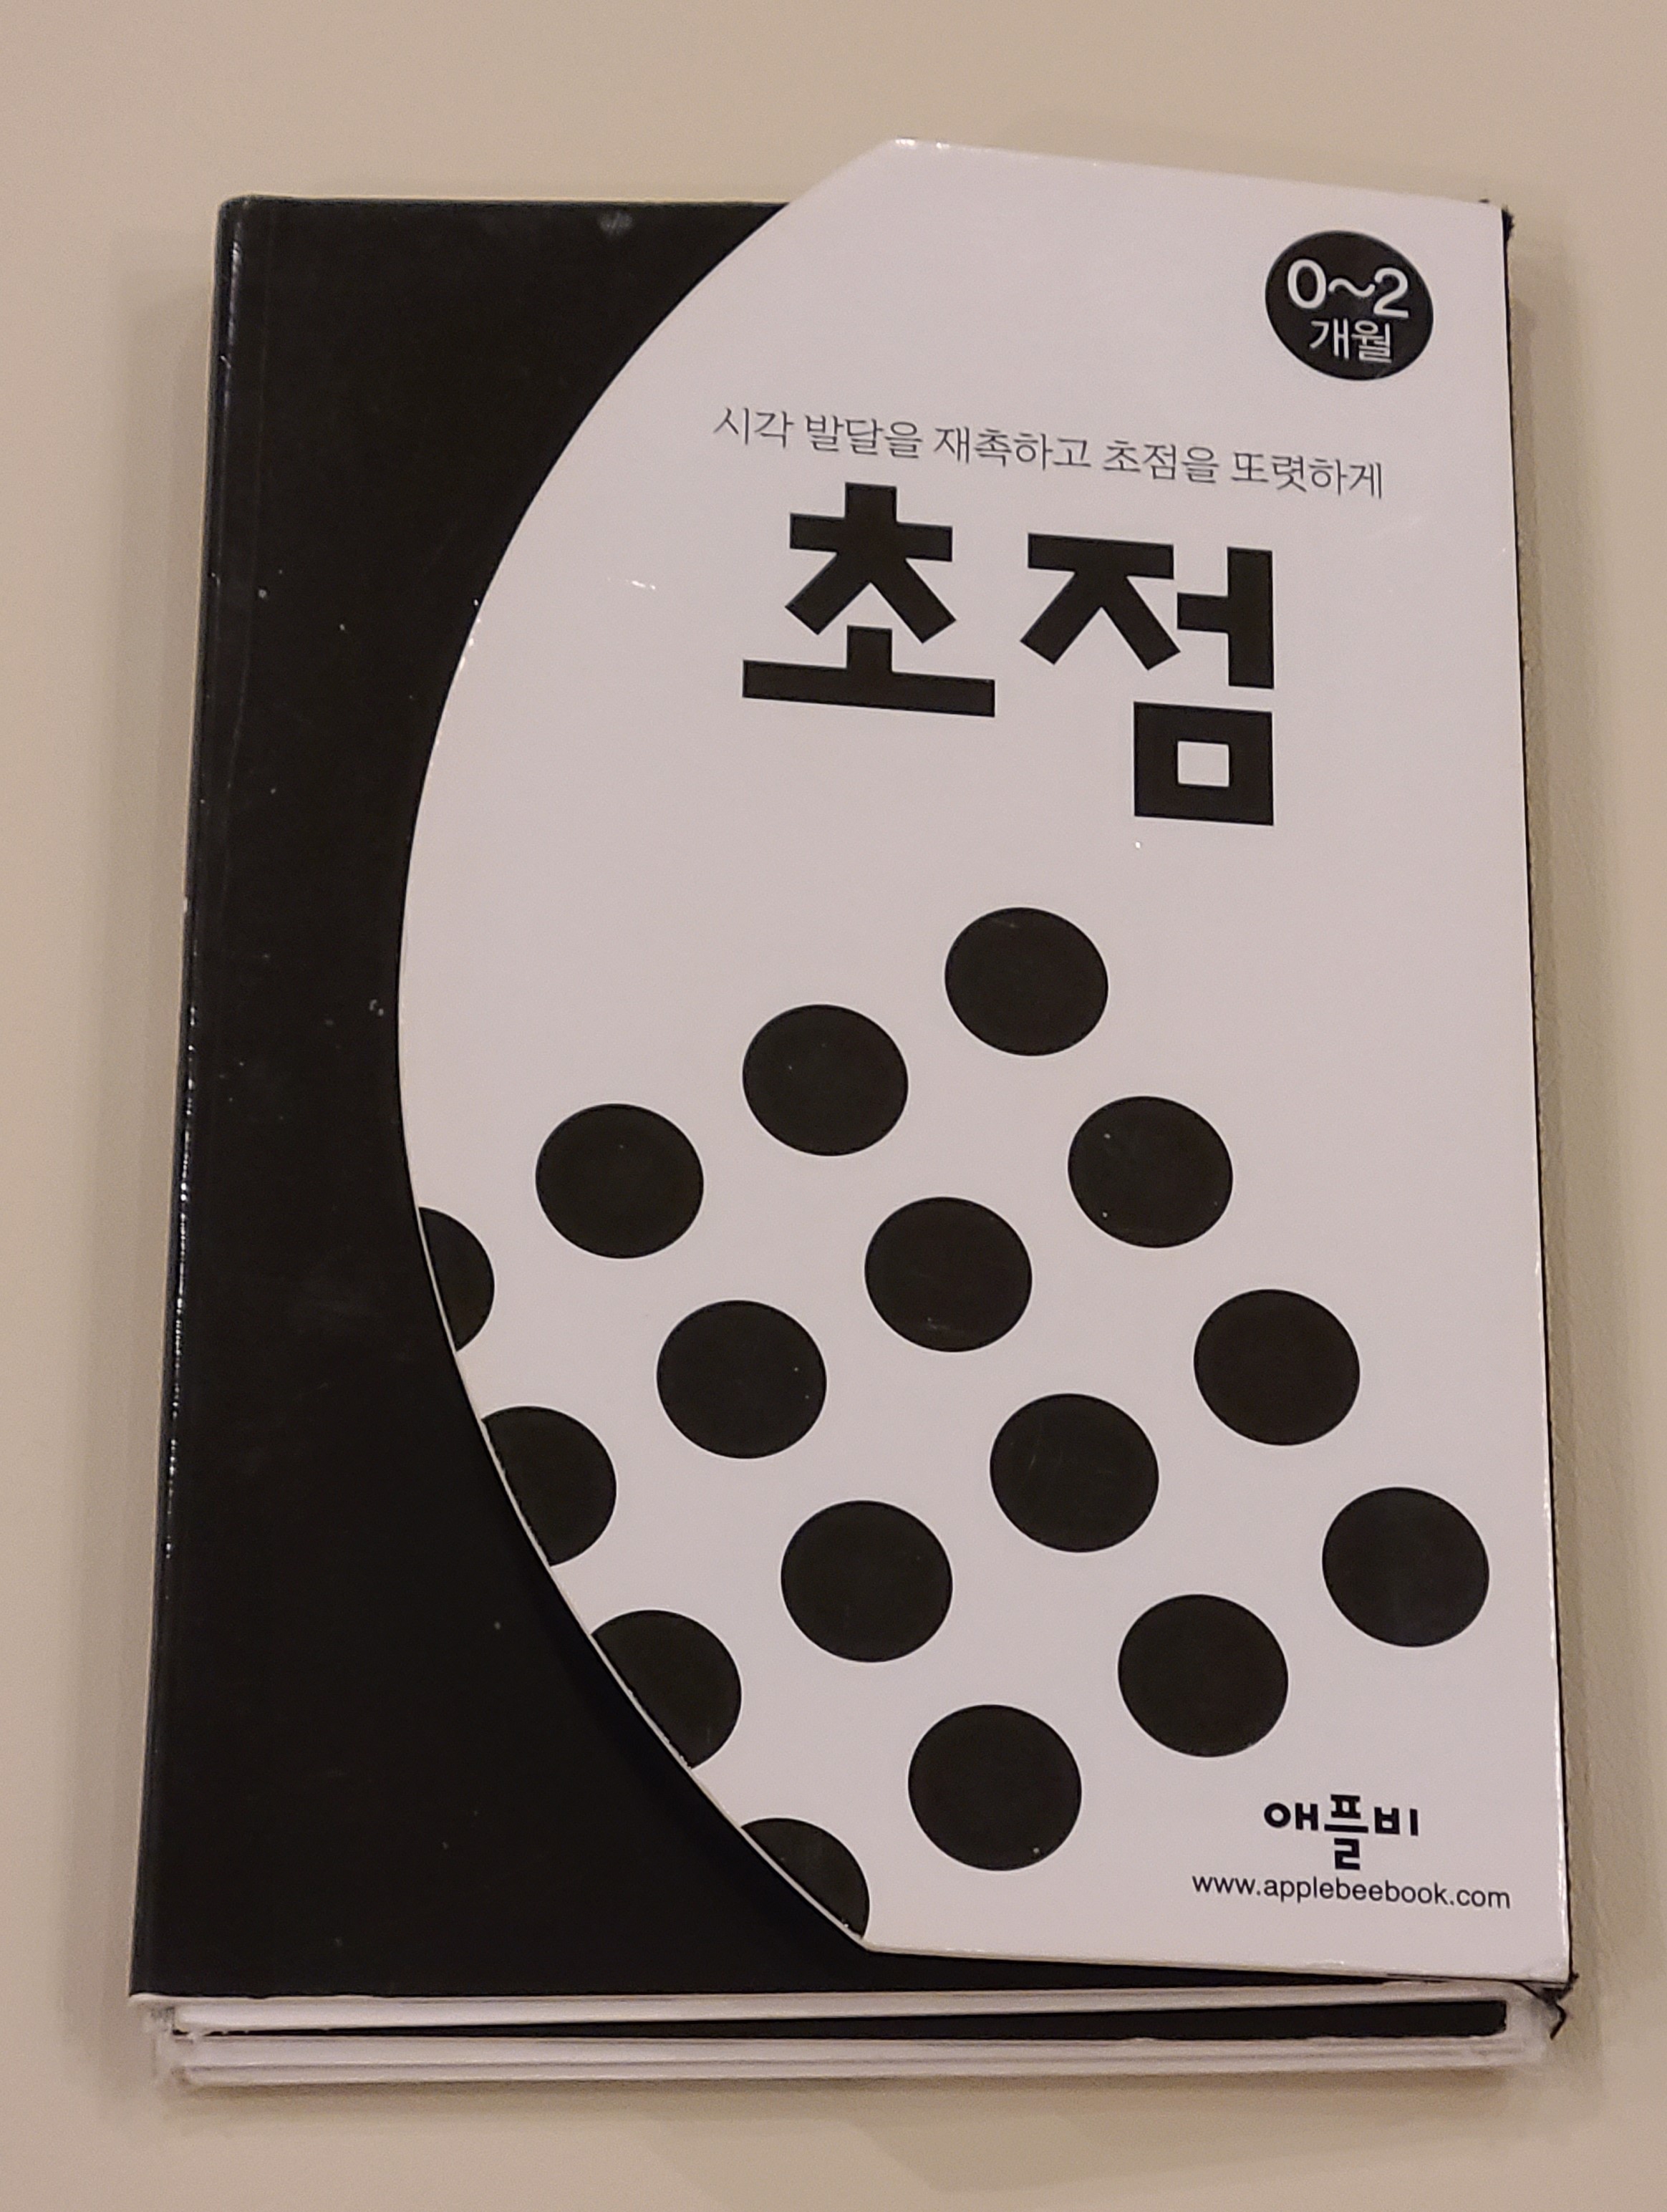 0~2
개월
시각 발달을 재촉하고 초점을 또렷하게
초점
애플비
www.applebeebook.com